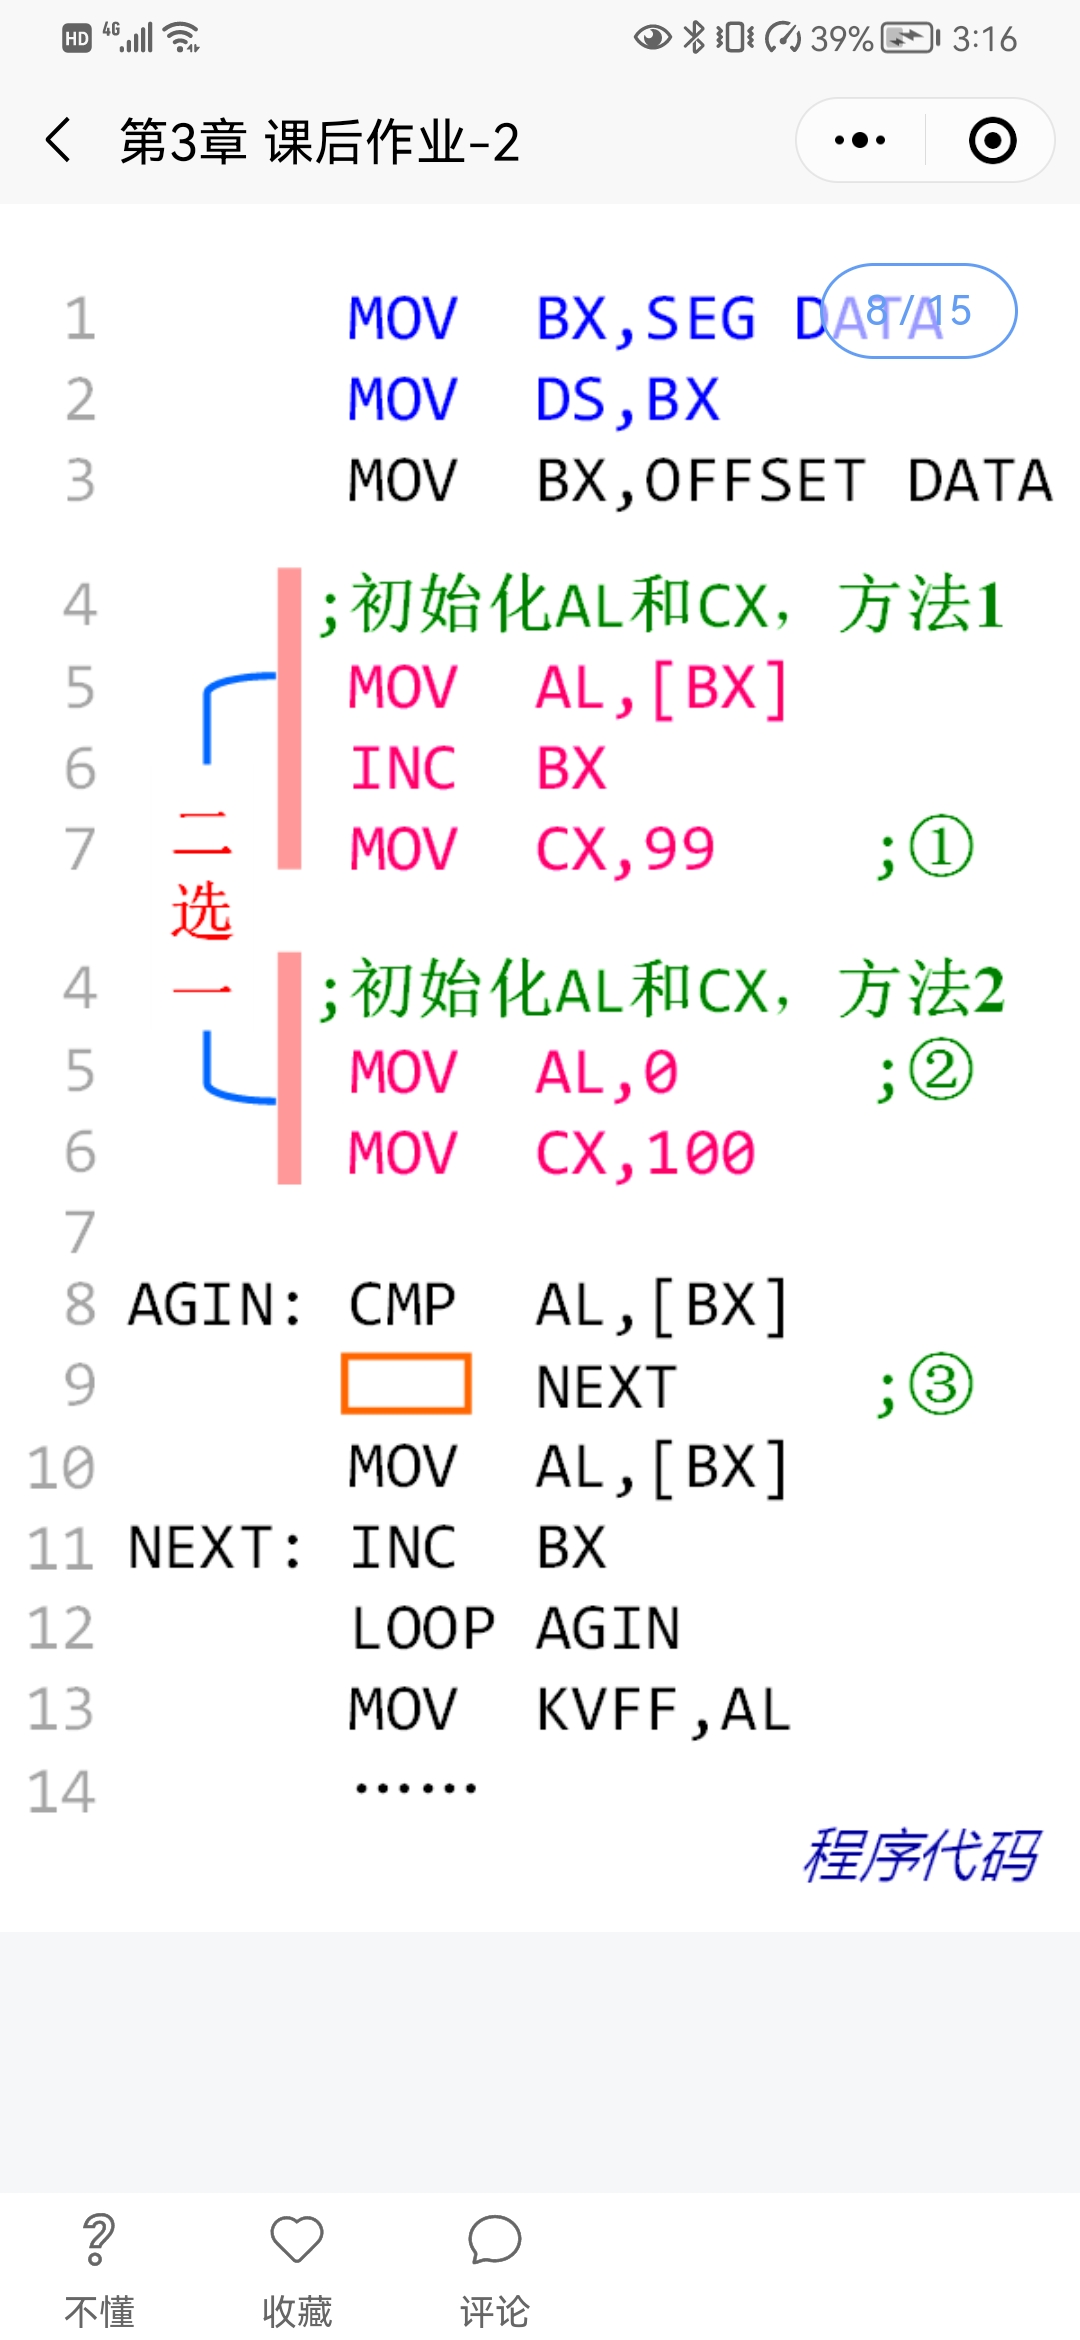 HD 4G 39% 3:16
第3章 课后作业-2
8 / 15
1 MOV BX,SEG DATA
2 MOV DS,BX
3 MOV BX,OFFSET DATA
4 ;初始化AL和CX，方法1
5 MOV AL,[BX]
6 INC BX
7 MOV CX,99 ;①
二选一
4 ;初始化AL和CX，方法2
5 MOV AL,0 ;②
6 MOV CX,100
7
8 AGIN: CMP AL,[BX]
9 NEXT ;③
10 MOV AL,[BX]
11 NEXT: INC BX
12 LOOP AGIN
13 MOV KVFF,AL
14 ……
程序代码
不懂 收藏 评论